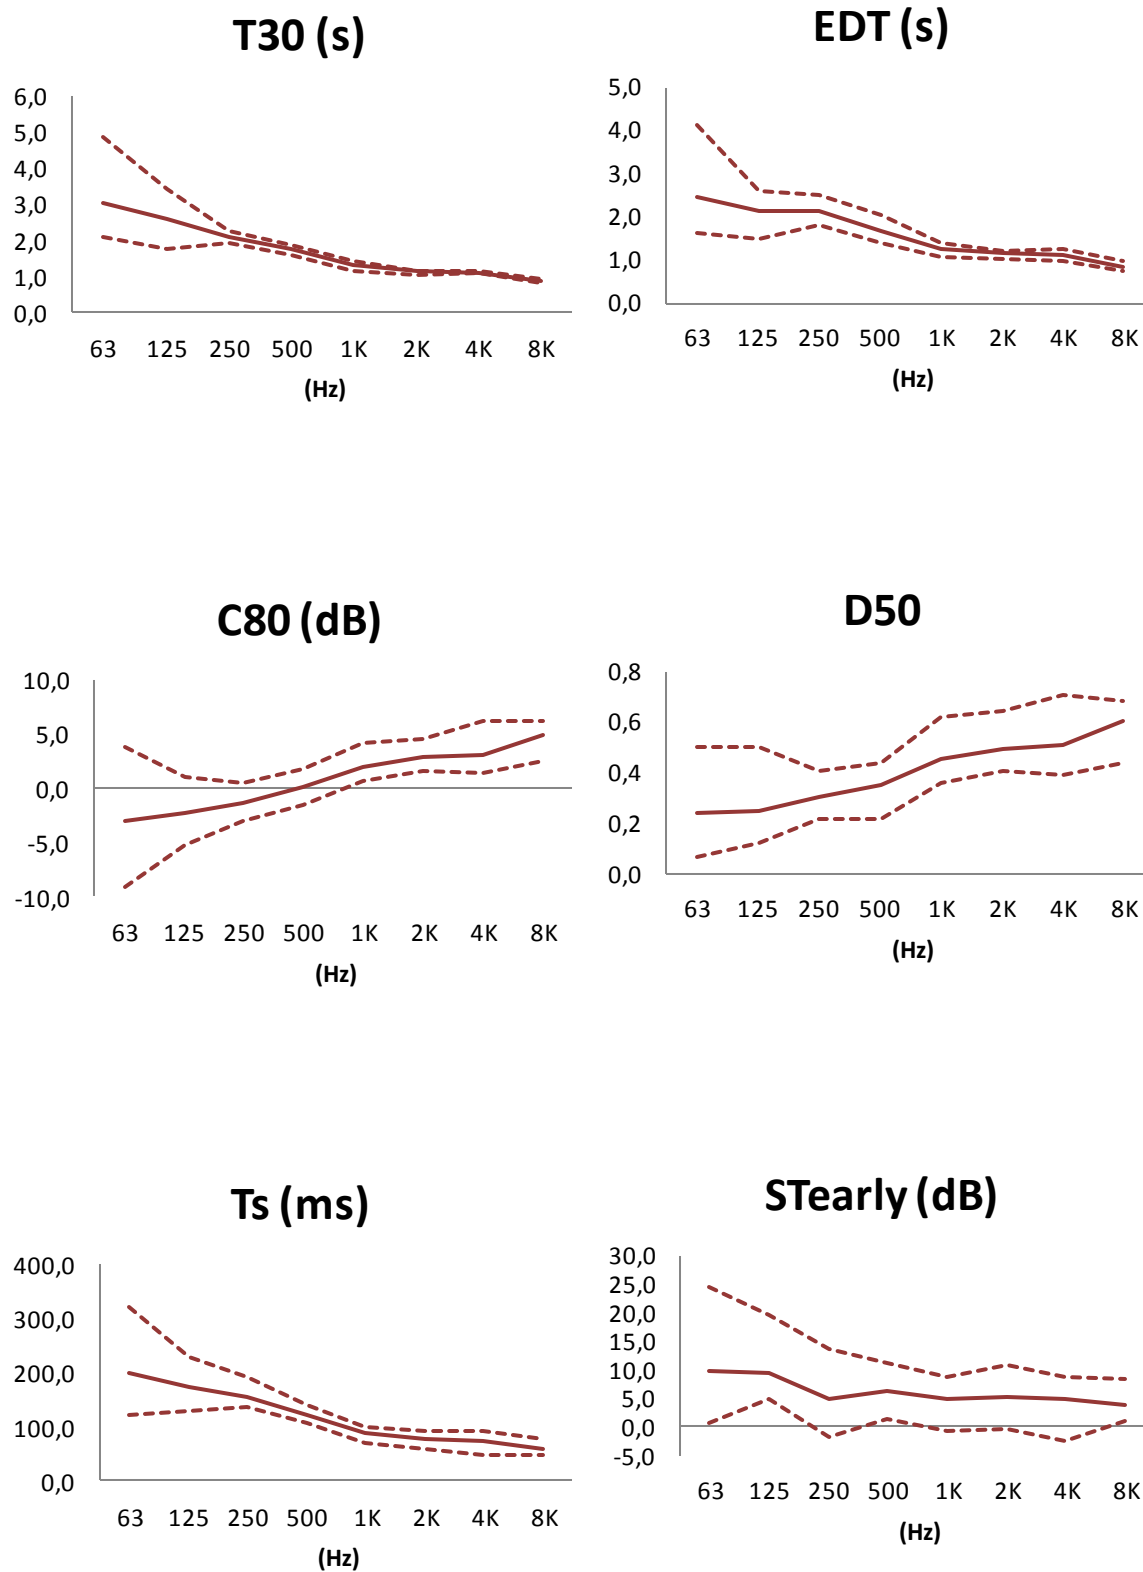 T30 (s)
6,0
5,0
4,0
3,0
2,0
1,0
0,0
63 125 250 500 1K 2K 4K 8K
(Hz)
EDT (s)
5,0
4,0
3,0
2,0
1,0
0,0
63 125 250 500 1K 2K 4K 8K
(Hz)
C80 (dB)
10,0
5,0
0,0
-5,0
-10,0
63 125 250 500 1K 2K 4K 8K
(Hz)
D50
0,8
0,6
0,4
0,2
0,0
63 125 250 500 1K 2K 4K 8K
(Hz)
Ts (ms)
400,0
300,0
200,0
100,0
0,0
63 125 250 500 1K 2K 4K 8K
(Hz)
STearly (dB)
30,0
25,0
20,0
15,0
10,0
5,0
0,0
-5,0
63 125 250 500 1K 2K 4K 8K
(Hz)